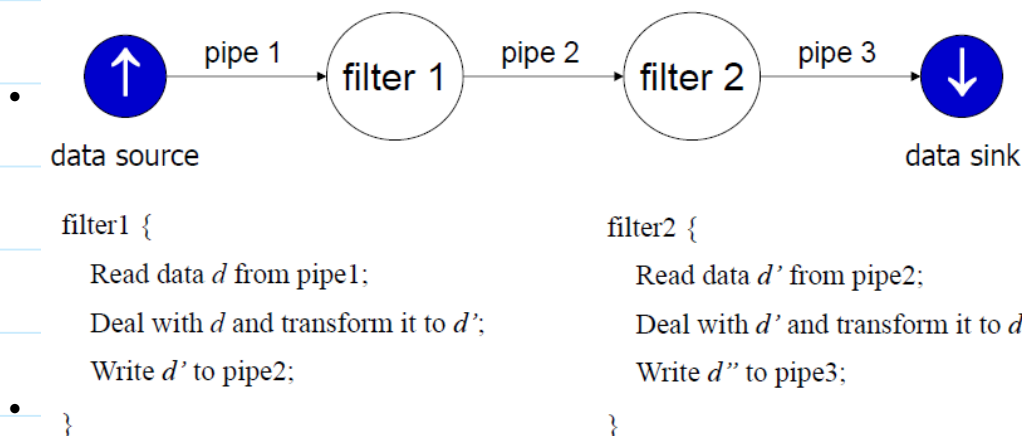 pipe 1
pipe 2
pipe 3
filter 1
filter 2
data source
data sink
filter1 {
Read data d from pipe1;
Deal with d and transform it to d’;
Write d’ to pipe2;
}
filter2 {
Read data d’ from pipe2;
Deal with d’ and transform it to d
Write d” to pipe3;
}